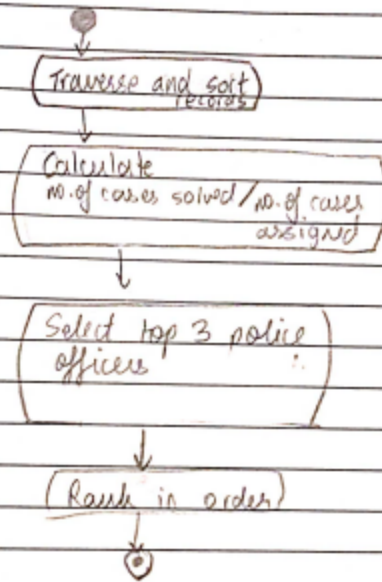 Traverse and sort
records
Calculate
no. of cases solved / no. of cases
assigned
Select top 3 police
officers
Rank in order